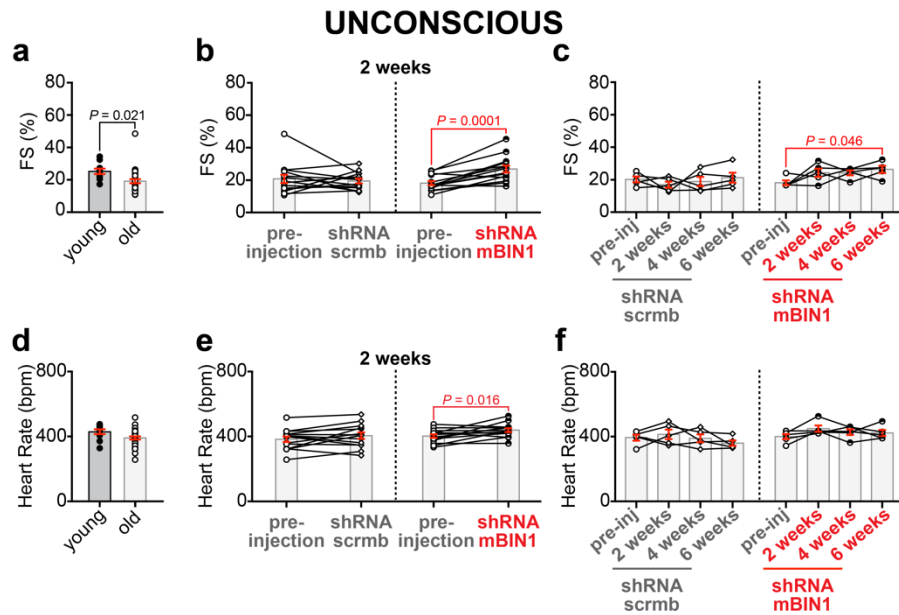 UNCONSCIOUS
a
FS (%)
80
60
40
20
0
P = 0.021
young
old
b
2 weeks
FS (%)
80
60
40
20
0
P = 0.0001
pre-
injection
shRNA
scrmb
pre-
injection
shRNA
mBIN1
c
FS (%)
80
60
40
20
0
P = 0.046
pre-inj
2 weeks
4 weeks
6 weeks
shRNA
scrmb
pre-inj
2 weeks
4 weeks
6 weeks
shRNA
mBIN1
d
Heart Rate (bpm)
800
400
0
young
old
e
2 weeks
Heart Rate (bpm)
800
400
0
P = 0.016
pre-
injection
shRNA
scrmb
pre-
injection
shRNA
mBIN1
f
Heart Rate (bpm)
800
400
0
pre-inj
2 weeks
4 weeks
6 weeks
shRNA
scrmb
pre-inj
2 weeks
4 weeks
6 weeks
shRNA
mBIN1